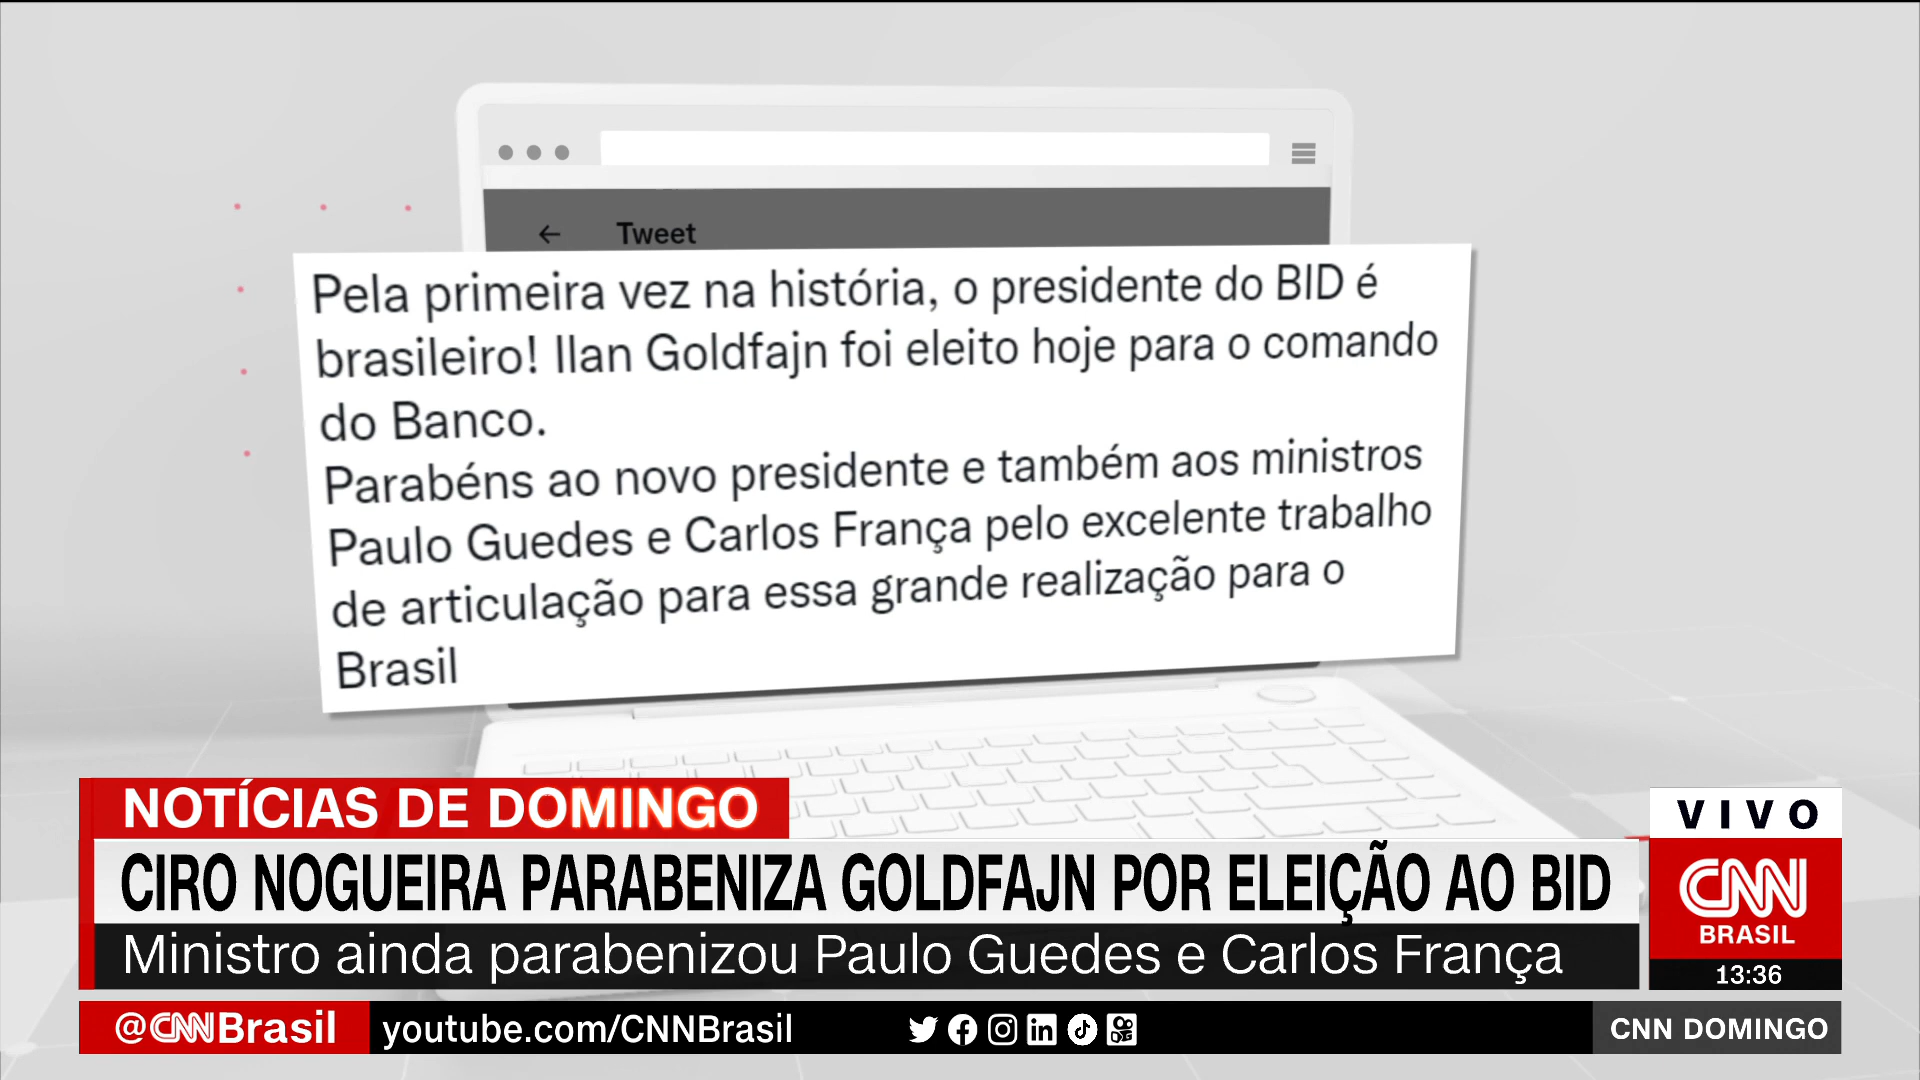 Tweet
Pela primeira vez na história, o presidente do BID é
brasileiro! Ilan Goldfajn foi eleito hoje para o comando
do Banco.
Parabéns ao novo presidente e também aos ministros
Paulo Guedes e Carlos França pelo excelente trabalho
de articulação para essa grande realização para o
Brasil
NOTÍCIAS DE DOMINGO
CIRO NOGUEIRA PARABENIZA GOLDFAJN POR ELEIÇÃO AO BID
Ministro ainda parabenizou Paulo Guedes e Carlos França
VIVO
CNN
BRASIL
13:36
@CNNBrasil
youtube.com/CNNBrasil
CNN DOMINGO